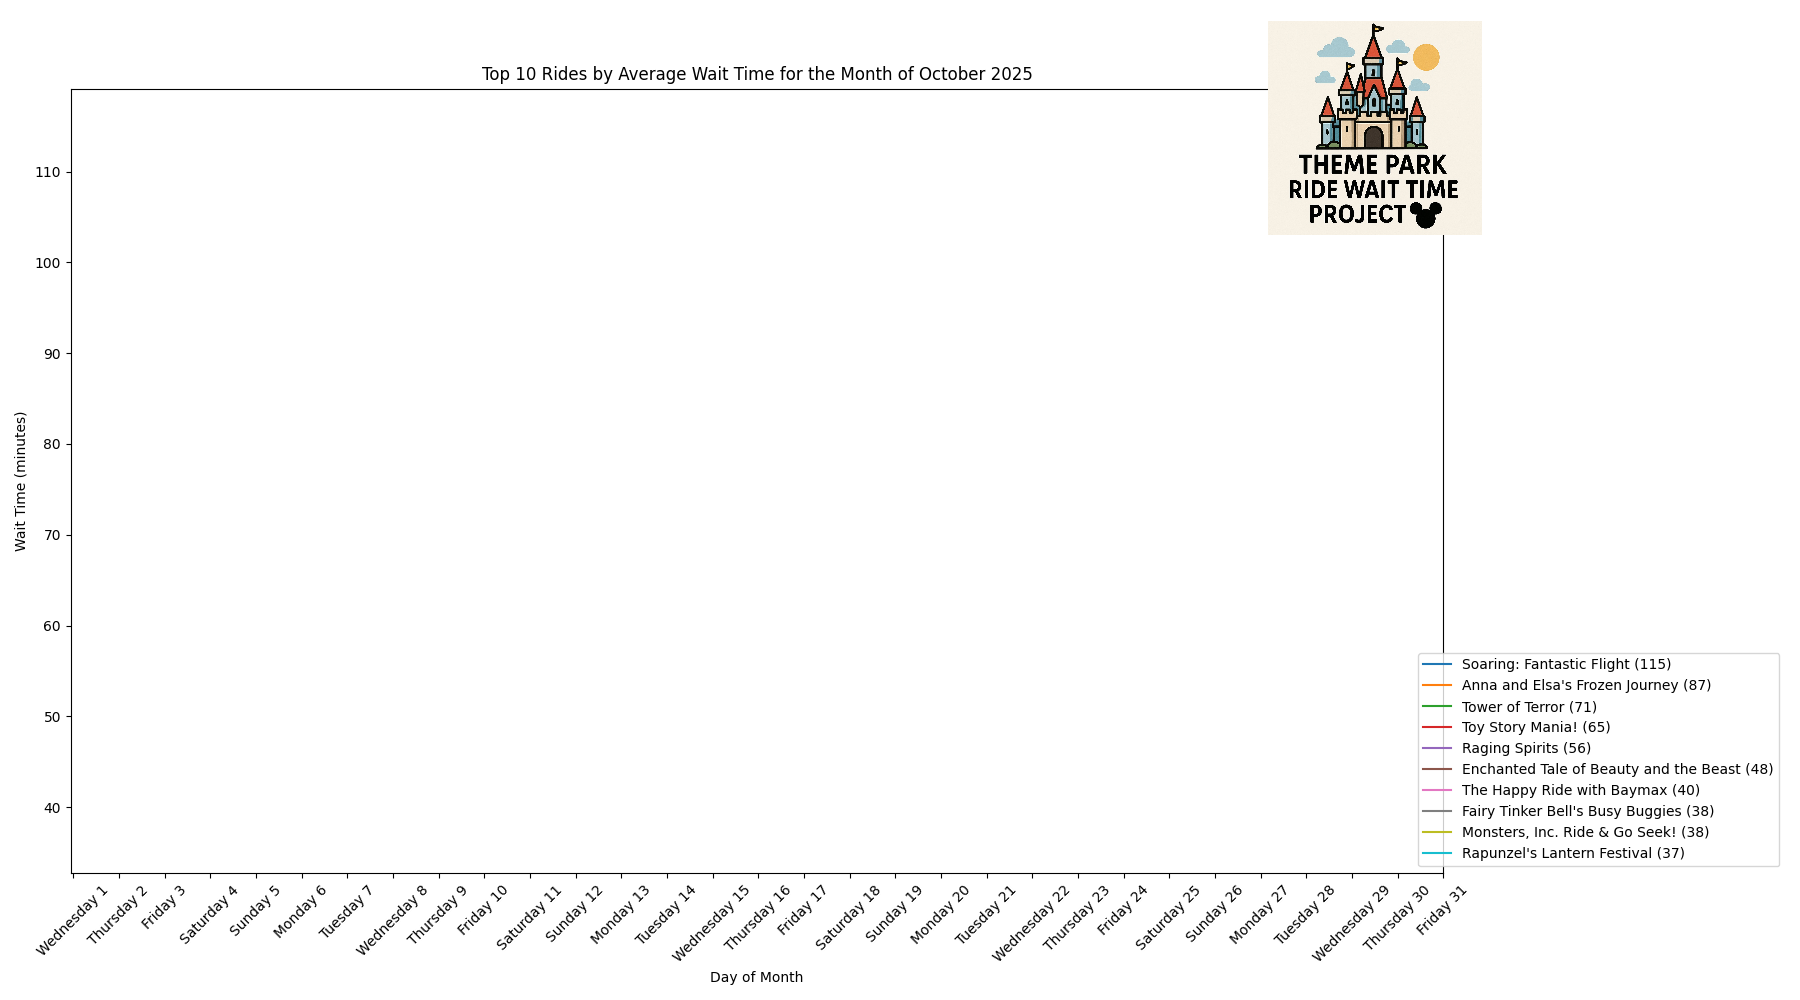 Top 10 Rides by Average Wait Time for the Month of October 2025
THEME PARK
RIDE WAIT TIME
PROJECT
Wait Time (minutes)
110
100
90
80
70
60
50
40
Soaring: Fantastic Flight (115)
Anna and Elsa's Frozen Journey (87)
Tower of Terror (71)
Toy Story Mania! (65)
Raging Spirits (56)
Enchanted Tale of Beauty and the Beast (48)
The Happy Ride with Baymax (40)
Fairy Tinker Bell's Busy Buggies (38)
Monsters, Inc. Ride & Go Seek! (38)
Rapunzel's Lantern Festival (37)
Wednesday 1
Thursday 2
Friday 3
Saturday 4
Sunday 5
Monday 6
Tuesday 7
Wednesday 8
Thursday 9
Friday 10
Saturday 11
Sunday 12
Monday 13
Tuesday 14
Wednesday 15
Thursday 16
Friday 17
Saturday 18
Sunday 19
Monday 20
Tuesday 21
Wednesday 22
Thursday 23
Friday 24
Saturday 25
Sunday 26
Monday 27
Tuesday 28
Wednesday 29
Thursday 30
Friday 31
Day of Month